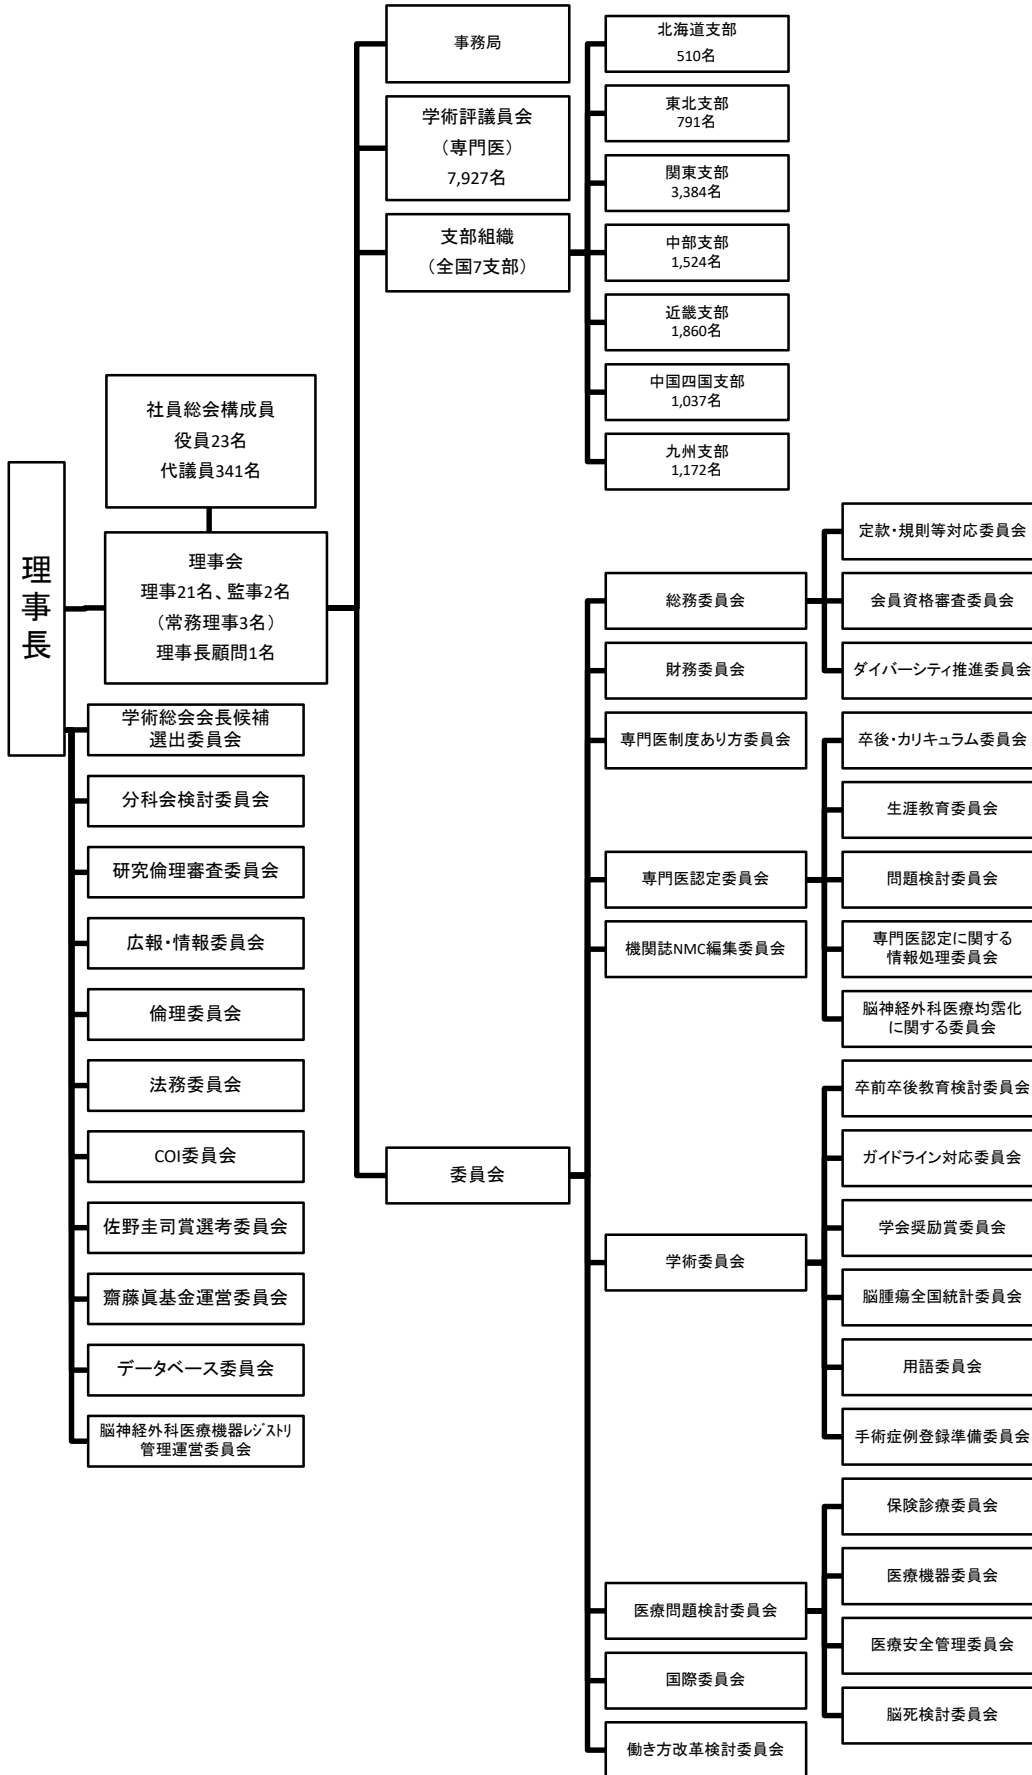 事務局
学術評議員会
（専門医）
7,927名
支部組織
（全国7支部）
北海道支部
510名
東北支部
791名
関東支部
3,384名
中部支部
1,524名
近畿支部
1,860名
中国四国支部
1,037名
九州支部
1,172名
社員総会構成員
役員23名
代議員341名
理事長
理事会
理事21名、監事2名
（常務理事3名）
理事長顧問1名
学術総会会長候補
選出委員会
分科会検討委員会
研究倫理審査委員会
広報・情報委員会
倫理委員会
法務委員会
COI委員会
佐野圭司賞選考委員会
齋藤眞基金運営委員会
データベース委員会
脳神経外科医療機器レジストリ
管理運営委員会
委員会
総務委員会
定款・規則等対応委員会
会員資格審査委員会
ダイバーシティ推進委員会
財務委員会
専門医制度あり方委員会
専門医認定委員会
卒後・カリキュラム委員会
生涯教育委員会
問題検討委員会
専門医認定に関する
情報処理委員会
脳神経外科医療均霑化
に関する委員会
機関誌NMC編集委員会
学術委員会
卒前卒後教育検討委員会
ガイドライン対応委員会
学会奨励賞委員会
脳腫瘍全国統計委員会
用語委員会
手術症例登録準備委員会
医療問題検討委員会
保険診療委員会
医療機器委員会
医療安全管理委員会
脳死検討委員会
国際委員会
働き方改革検討委員会